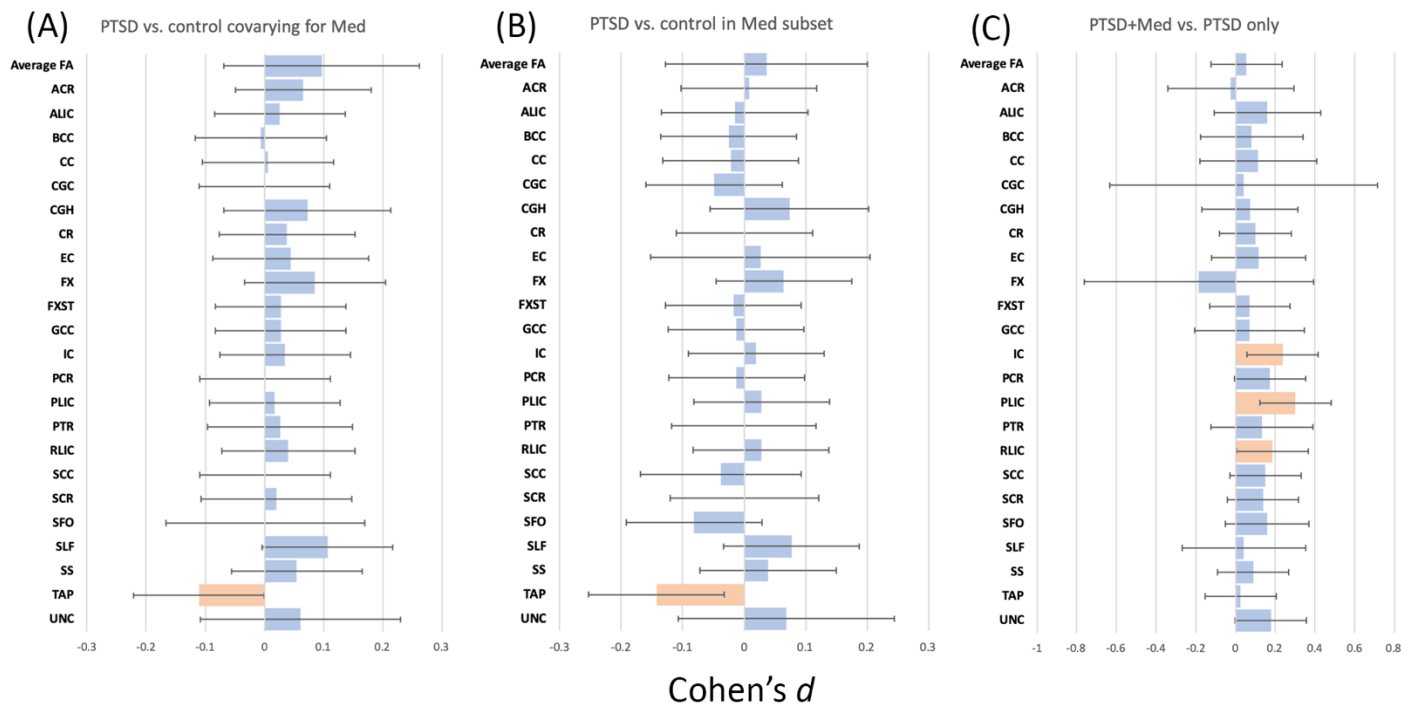 (A) PTSD vs. control covarying for Med
Average FA
ACR
ALIC
BCC
CC
CGC
CGH
CR
EC
FX
FXST
GCC
IC
PCR
PLIC
PTR
RLIC
SCC
SCR
SFO
SLF
SS
TAP
UNC
-0.3 -0.2 -0.1 0 0.1 0.2 0.3
(B) PTSD vs. control in Med subset
Average FA
ACR
ALIC
BCC
CC
CGC
CGH
CR
EC
FX
FXST
GCC
IC
PCR
PLIC
PTR
RLIC
SCC
SCR
SFO
SLF
SS
TAP
UNC
-0.3 -0.2 -0.1 0 0.1 0.2 0.3
(C) PTSD+Med vs. PTSD only
Average FA
ACR
ALIC
BCC
CC
CGC
CGH
CR
EC
FX
FXST
GCC
IC
PCR
PLIC
PTR
RLIC
SCC
SCR
SFO
SLF
SS
TAP
UNC
-1 -0.8 -0.6 -0.4 -0.2 0 0.2 0.4 0.6 0.8
Cohen's d